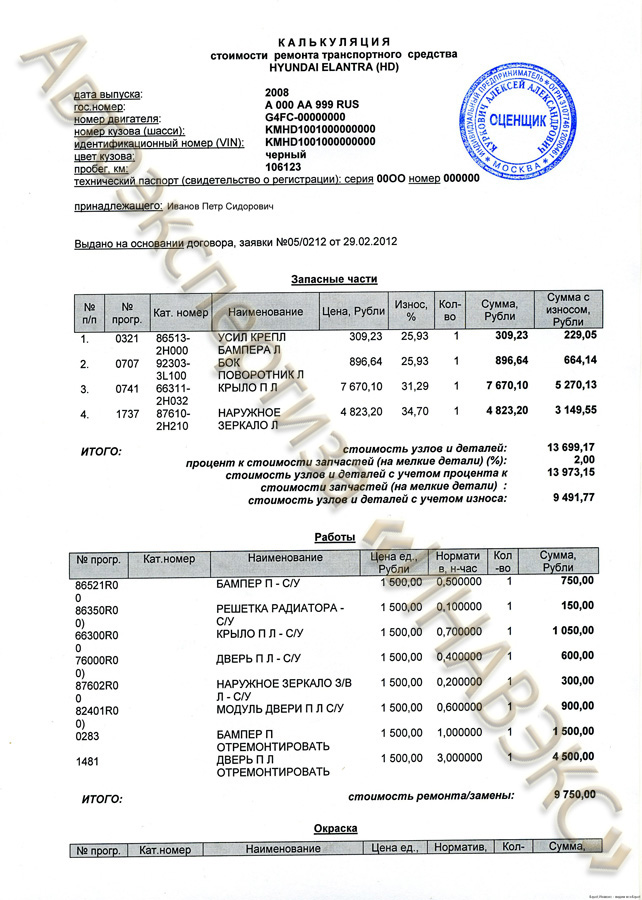 К А Л Ь К У Л Я Ц И Я
стоимости ремонта транспортного средства
HYUNDAI ELANTRA (HD)
дата выпуска: 2008
гос.номер: А 000 АА 999 RUS
номер двигателя: G4FC-00000000
номер кузова (шасси): KMHD1001000000000
идентификационный номер (VIN): KMHD1001000000000
цвет кузова: черный
пробег, км: 106123
технический паспорт (свидетельство о регистрации): серия 00ОО номер 000000
ИНДИВИДУАЛЬНЫЙ ПРЕДПРИНИМАТЕЛЬ
КУРКОВИЧ АЛЕКСЕЙ АЛЕКСАНДРОВИЧ
ОЦЕНЩИК
МОСКВА
принадлежащего: Иванов Петр Сидорович
Выдано на основании договора, заявки №05/0212 от 29.02.2012
Запасные части
№ п/п № прогр. Кат. номер Наименование Цена, Рубли Износ, % Кол-во Сумма, Рубли Сумма с износом, Рубли
1. 0321 86513- УСИЛ КРЕПЛ 309,23 25,93 1 309,23 229,05
2H000 БАМПЕРА Л
2. 0707 92303- БОК 896,64 25,93 1 896,64 664,14
3L100 ПОВОРОТНИК Л
3. 0741 66311- КРЫЛО П Л 7 670,10 31,29 1 7 670,10 5 270,13
2H032
4. 1737 87610- НАРУЖНОЕ 4 823,20 34,70 1 4 823,20 3 149,55
2H210 ЗЕРКАЛО Л
ИТОГО: стоимость узлов и деталей: 13 699,17
процент к стоимости запчастей (на мелкие детали) (%): 2,00
стоимость узлов и деталей с учетом процента к 13 973,15
стоимости запчастей (на мелкие детали) :
стоимость узлов и деталей с учетом износа: 9 491,77
Работы
№ прогр. Кат.номер Наименование Цена ед., Рубли Норматив, н-час Кол-во Сумма, Рубли
86521R0 БАМПЕР П - С/У 1 500,00 0,500000 1 750,00
0
86350R0 РЕШЕТКА РАДИАТОРА - 1 500,00 0,100000 1 150,00
0) С/У
66300R0 КРЫЛО П Л - С/У 1 500,00 0,700000 1 1 050,00
0
76000R0 ДВЕРЬ П Л - С/У 1 500,00 0,400000 1 600,00
0)
87602R0 НАРУЖНОЕ ЗЕРКАЛО З/В 1 500,00 0,200000 1 300,00
0 Л - С/У
82401R0 МОДУЛЬ ДВЕРИ П Л С/У 1 500,00 0,600000 1 900,00
0)
0283 БАМПЕР П 1 500,00 1,000000 1 1 500,00
ОТРЕМОНТИРОВАТЬ
1481 ДВЕРЬ П Л 1 500,00 3,000000 1 4 500,00
ОТРЕМОНТИРОВАТЬ
ИТОГО: стоимость ремонта/замены: 9 750,00
Окраска
№ прогр. Кат.номер Наименование Цена ед., Норматив, Кол- Сумма,
Автоэкспертиза «ИНАВЭКС»